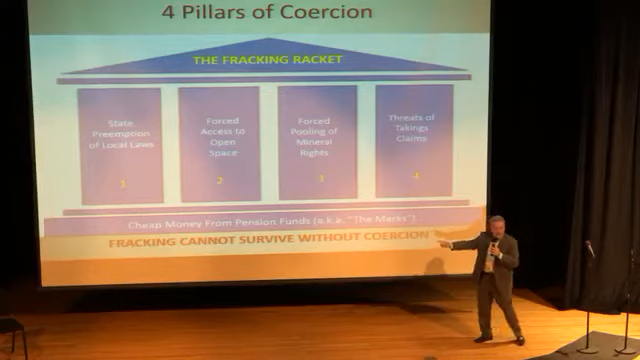 4 Pillars of Coercion
THE FRACKING RACKET
State
Preemption
of Local Laws
1
Forced
Access to
Open
Space
2
Forced
Pooling of
Mineral
Rights
3
Threats of
Takings
Claims
4
Cheap Money From Pension Funds (a.k.a. "The Marks")
FRACKING CANNOT SURVIVE WITHOUT COERCION